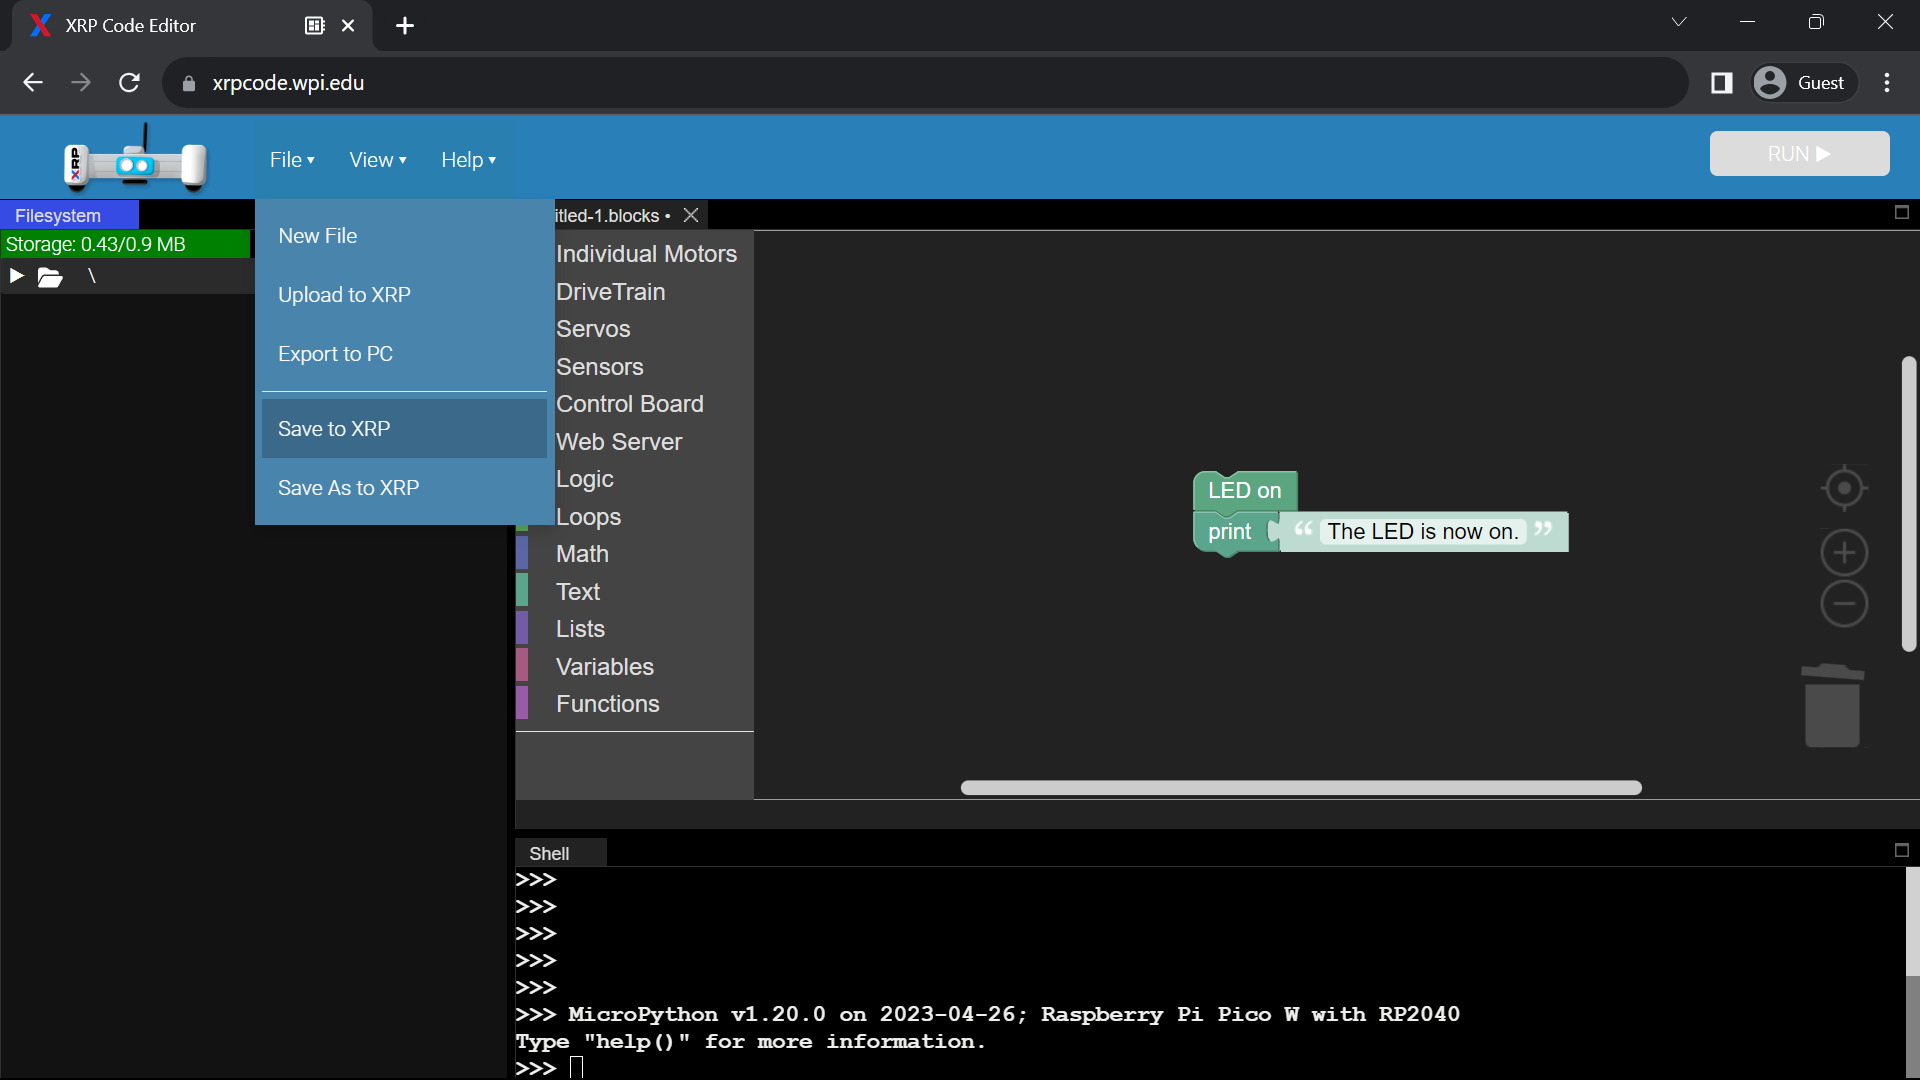 XRP Code Editor
xrpcode.wpi.edu
Guest
XRP
File ▾ View ▾ Help ▾
RUN ▶
Filesystem
Storage: 0.43/0.9 MB
\
New File
Upload to XRP
Export to PC
Save to XRP
Save As to XRP
itled-1.blocks •
Individual Motors
DriveTrain
Servos
Sensors
Control Board
Web Server
Logic
Loops
Math
Text
Lists
Variables
Functions
LED on
print “ The LED is now on. ”
Shell
>>>
>>>
>>>
>>>
>>>
>>> MicroPython v1.20.0 on 2023-04-26; Raspberry Pi Pico W with RP2040
Type "help()" for more information.
>>>